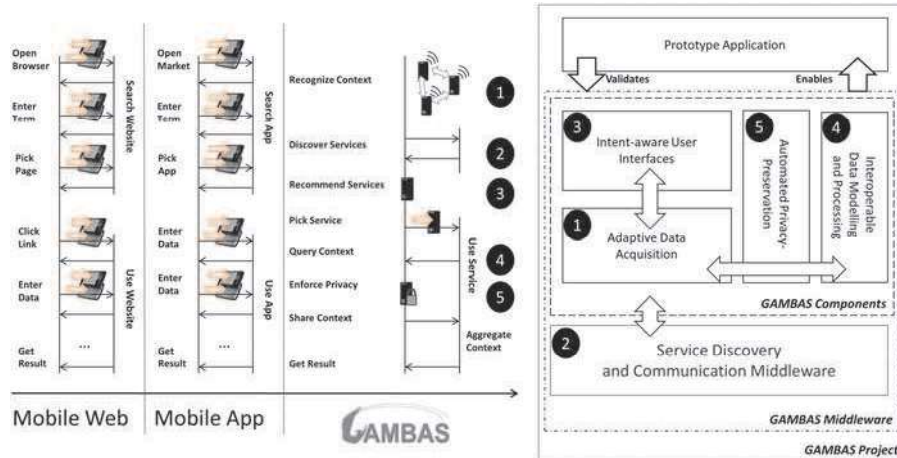 Open
Browser
Enter
Term
Pick
Page
Click
Link
Enter
Data
...
Get
Result
Search Website
Use Website
Mobile Web
Open
Market
Enter
Term
Pick
App
Enter
Data
Enter
Data
...
Get
Result
Search App
Use App
Mobile App
Recognize Context
1
Discover Services
2
Recommend Services
3
Pick Service
Query Context
4
Enforce Privacy
5
Share Context
Aggregate
Context
Get Result
Use Service
GAMBAS
Prototype Application
Validates
Enables
3
Intent-aware User
Interfaces
5
Automated Privacy-
Preservation
4
Interoperable
Data Modelling
and Processing
1
Adaptive Data
Acquisition
GAMBAS Components
2
Service Discovery
and Communication Middleware
GAMBAS Middleware
GAMBAS Project